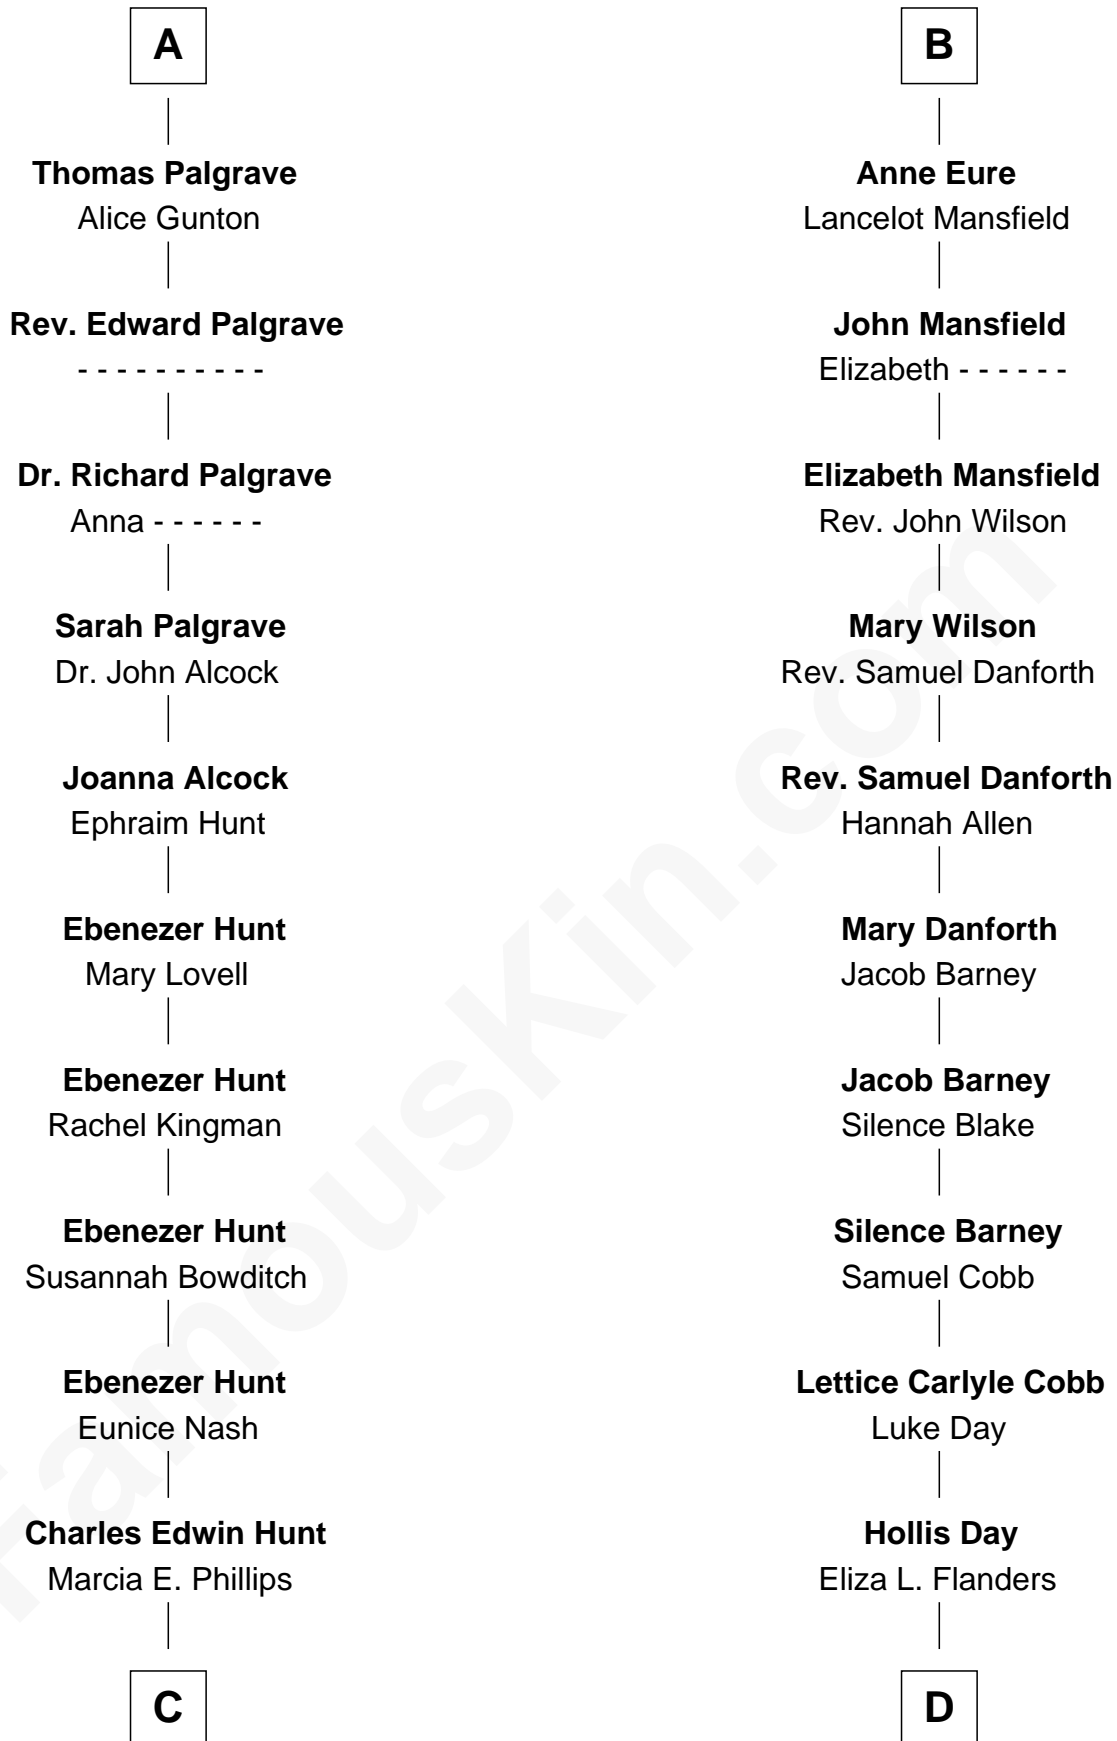 A
Thomas Palgrave
Alice Gunton
Rev. Edward Palgrave
- - - - - - - - - -
Dr. Richard Palgrave
Anna - - - - - -
Sarah Palgrave
Dr. John Alcock
Joanna Alcock
Ephraim Hunt
Ebenezer Hunt
Mary Lovell
Ebenezer Hunt
Rachel Kingman
Ebenezer Hunt
Susannah Bowditch
Ebenezer Hunt
Eunice Nash
Charles Edwin Hunt
Marcia E. Phillips
C
B
Anne Eure
Lancelot Mansfield
John Mansfield
Elizabeth - - - - - -
Elizabeth Mansfield
Rev. John Wilson
Mary Wilson
Rev. Samuel Danforth
Rev. Samuel Danforth
Hannah Allen
Mary Danforth
Jacob Barney
Jacob Barney
Silence Blake
Silence Barney
Samuel Cobb
Lettice Carlyle Cobb
Luke Day
Hollis Day
Eliza L. Flanders
D
FamousKin.com